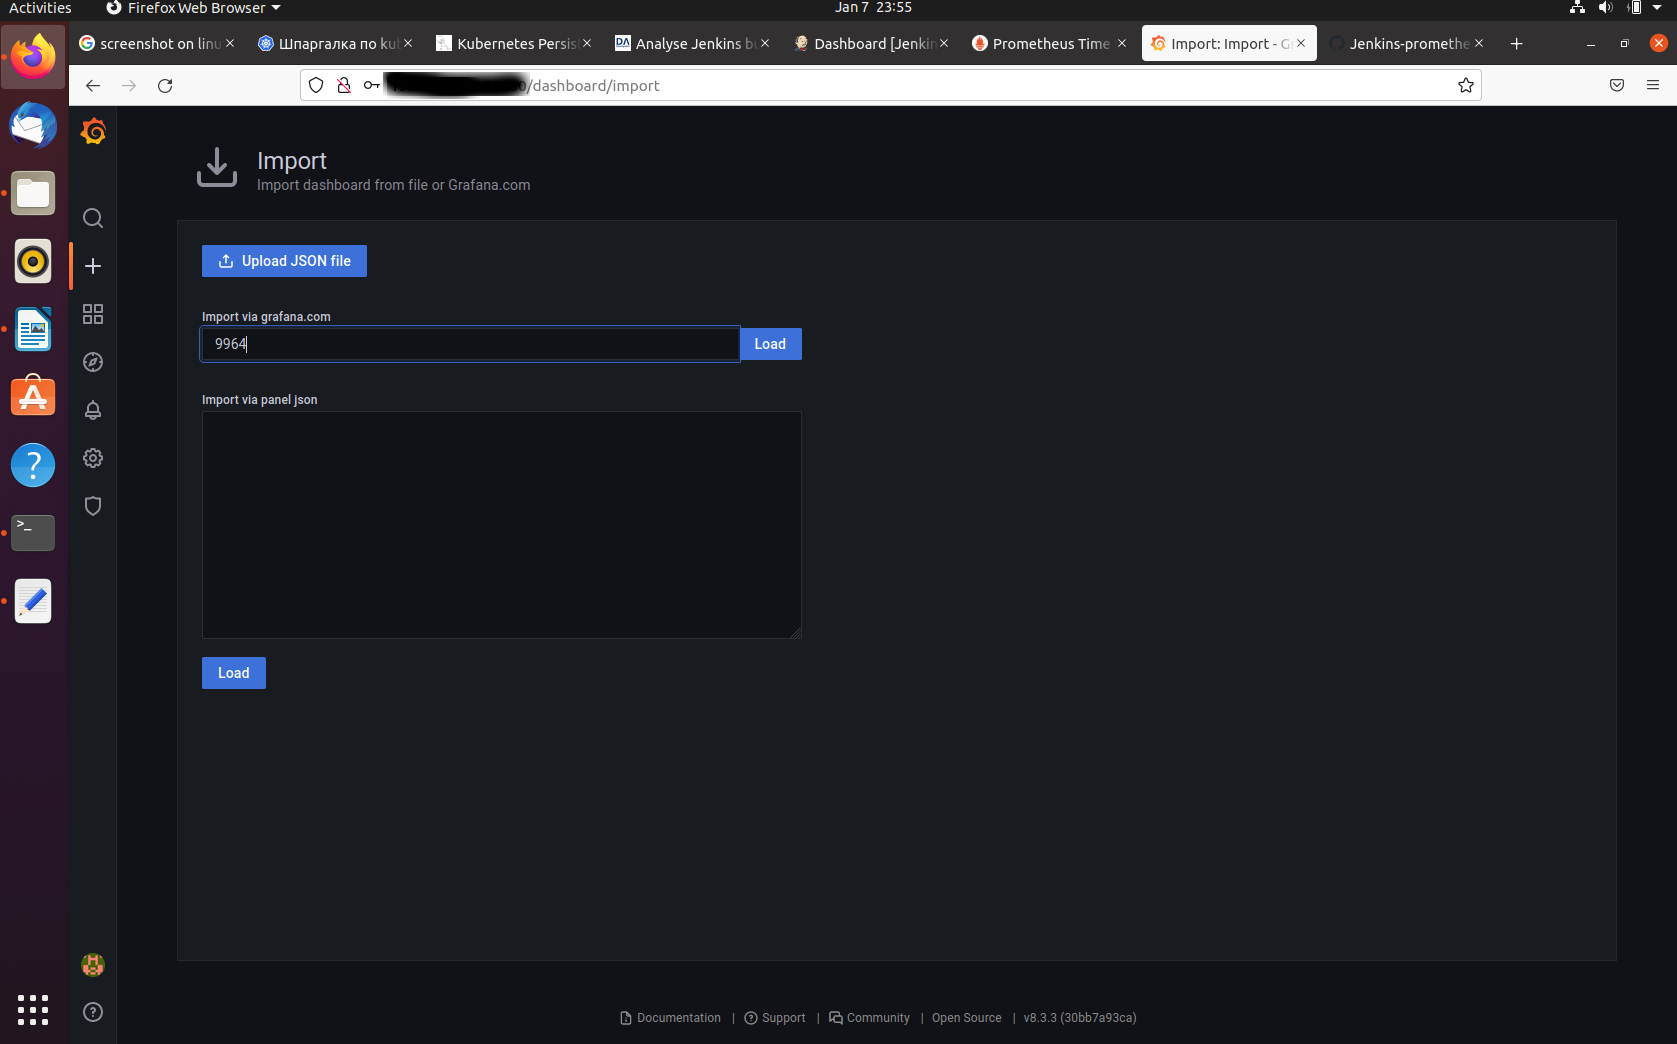 Activities
Firefox Web Browser
Jan 7 23:55
screenshot on linu
Шпаргалка по kub
Kubernetes Persis
Analyse Jenkins bu
Dashboard [Jenkin
Prometheus Time
Import: Import - G
Jenkins-promethe
/dashboard/import
Import
Import dashboard from file or Grafana.com
Upload JSON file
Import via grafana.com
9964
Load
Import via panel json
Load
Documentation | Support | Community | Open Source | v8.3.3 (30bb7a93ca)